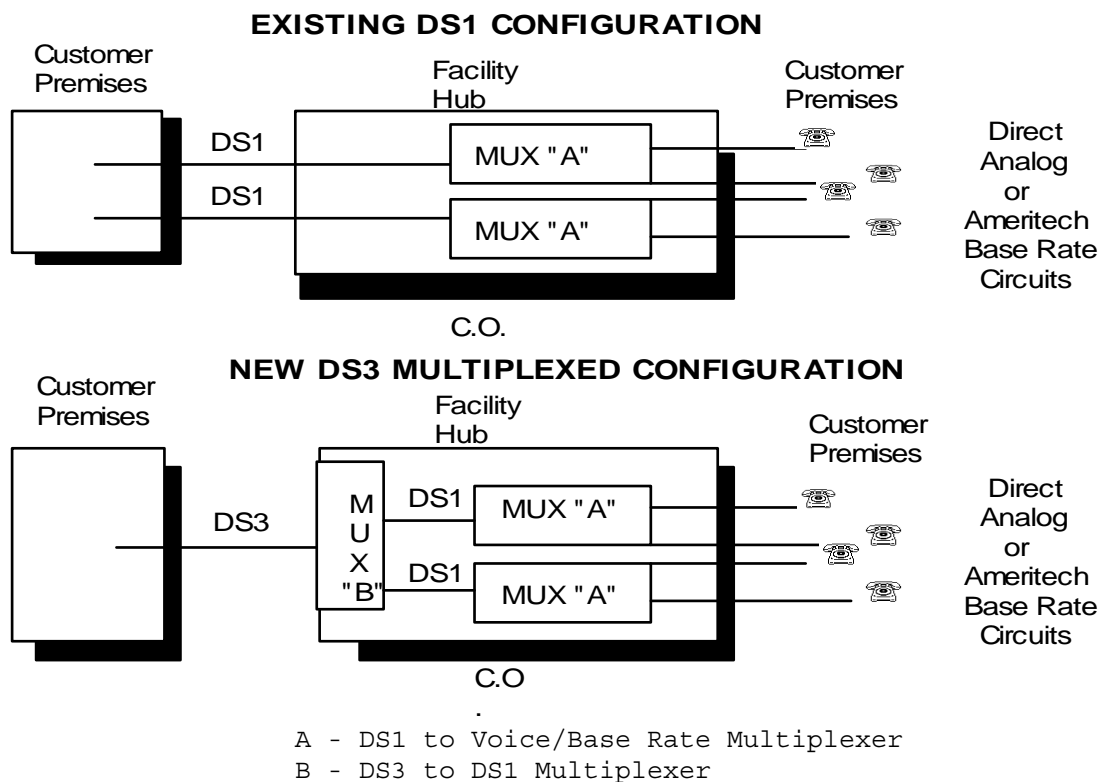 EXISTING DS1 CONFIGURATION
Customer
Premises
Facility
Hub
Customer
Premises
DS1
MUX "A"
DS1
MUX "A"
Direct
Analog
or
Ameritech
Base Rate
Circuits
C.O.
NEW DS3 MULTIPLEXED CONFIGURATION
Customer
Premises
Facility
Hub
Customer
Premises
DS3
M
U
X
"B"
DS1
MUX "A"
DS1
MUX "A"
Direct
Analog
or
Ameritech
Base Rate
Circuits
C.O
.
A - DS1 to Voice/Base Rate Multiplexer
B - DS3 to DS1 Multiplexer